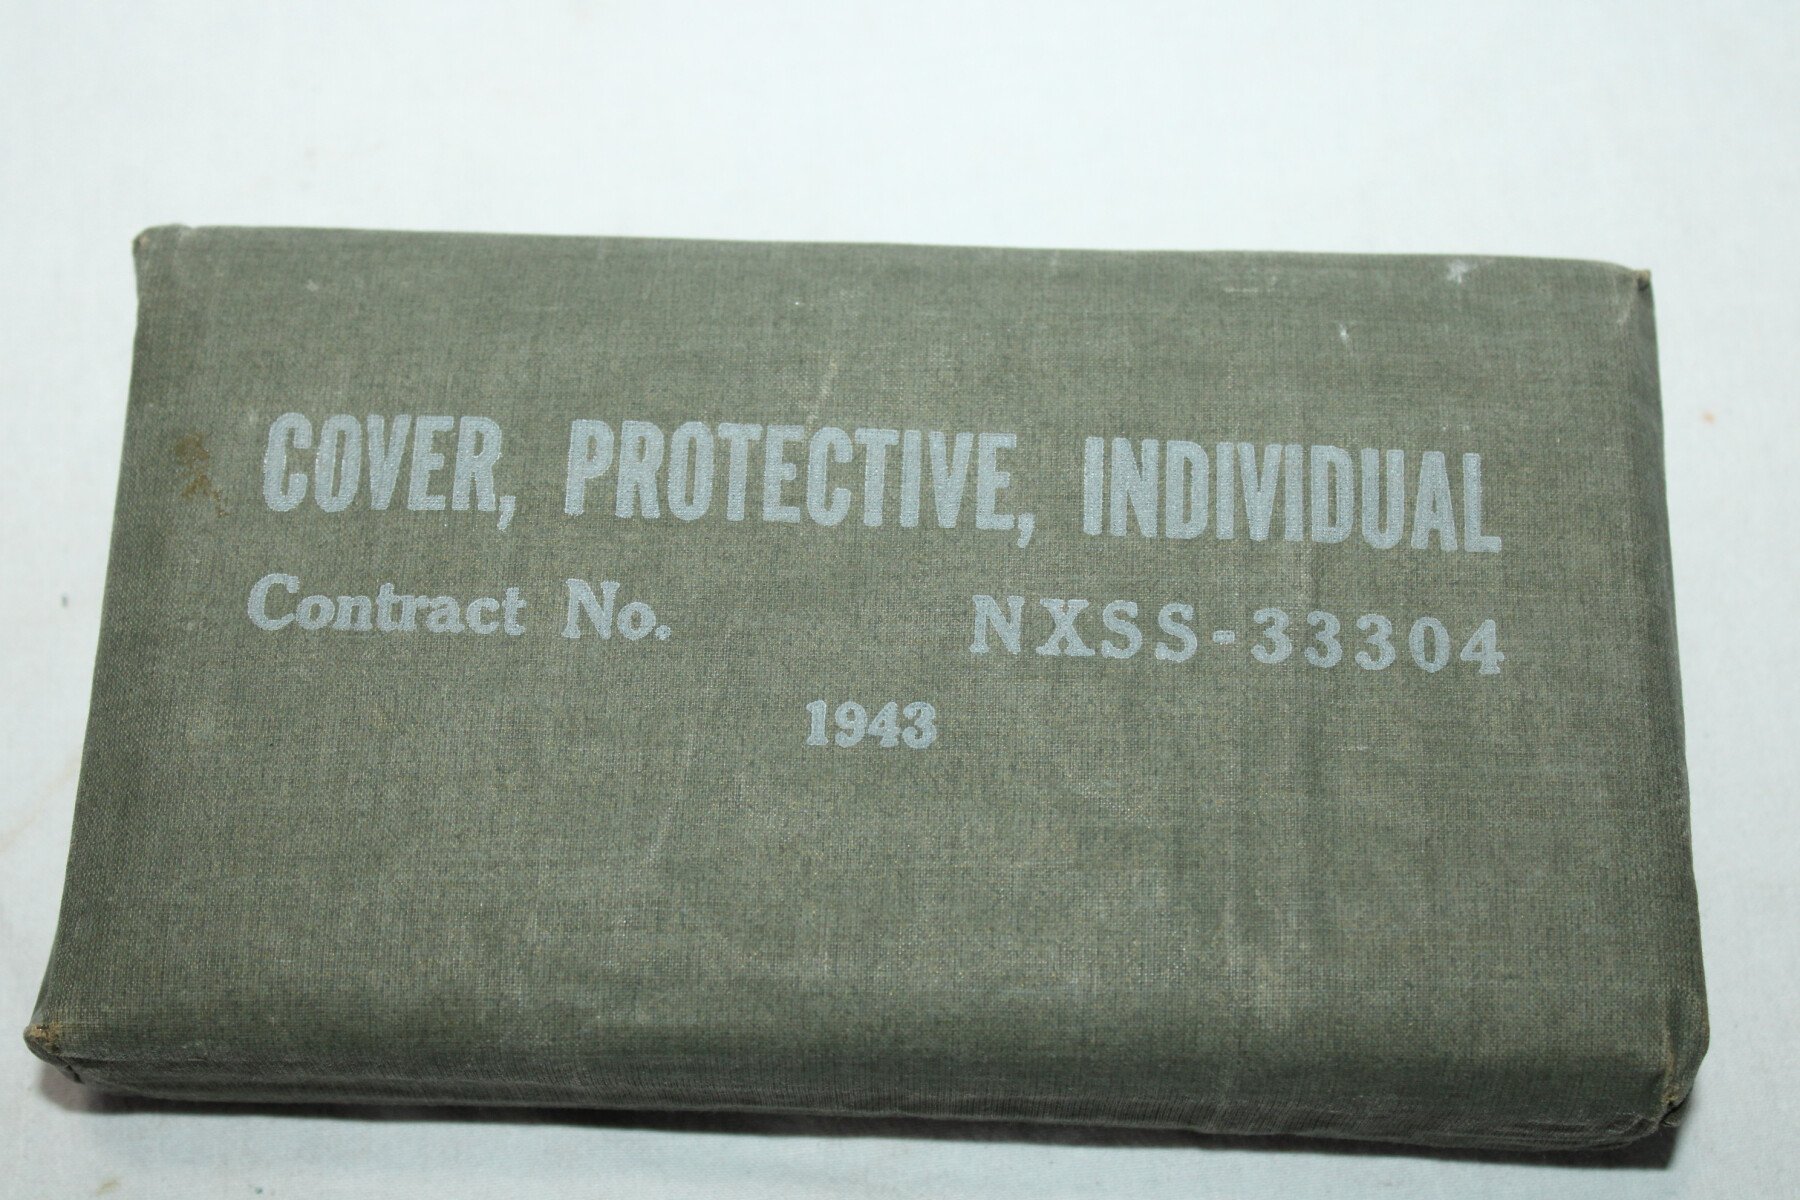 COVER, PROTECTIVE, INDIVIDUAL
Contract No. NXSS-33304
1943